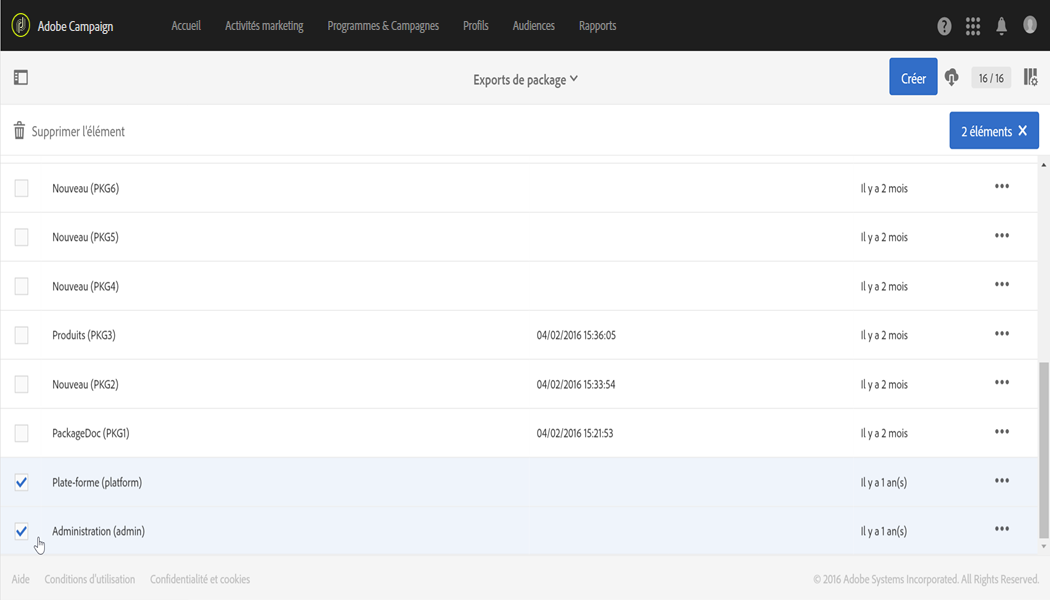 Adobe Campaign Accueil Activités marketing Programmes & Campagnes Profils Audiences Rapports
Exports de package Créer 16 / 16
Supprimer l'élément 2 éléments X
Nouveau (PKG6) Il y a 2 mois
Nouveau (PKG5) Il y a 2 mois
Nouveau (PKG4) Il y a 2 mois
Produits (PKG3) 04/02/2016 15:36:05 Il y a 2 mois
Nouveau (PKG2) 04/02/2016 15:33:54 Il y a 2 mois
PackageDoc (PKG1) 04/02/2016 15:21:53 Il y a 2 mois
Plate-forme (platform) Il y a 1 an(s)
Administration (admin) Il y a 1 an(s)
Aide Conditions d'utilisation Confidentialité et cookies © 2016 Adobe Systems Incorporated. All Rights Reserved.